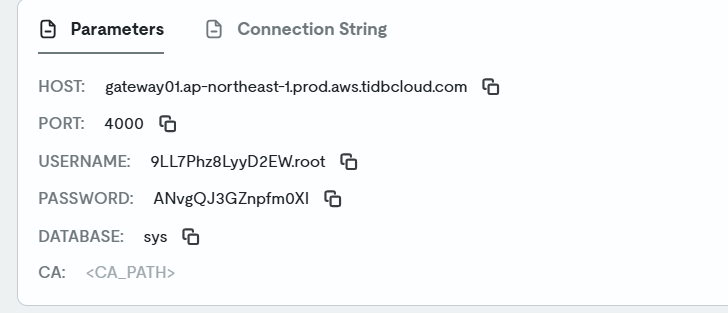 Parameters Connection String
HOST: gateway01.ap-northeast-1.prod.aws.tidbcloud.com
PORT: 4000
USERNAME: 9LL7Phz8LyyD2EW.root
PASSWORD: ANvgQJ3GZnpfm0XI
DATABASE: sys
CA: <CA_PATH>